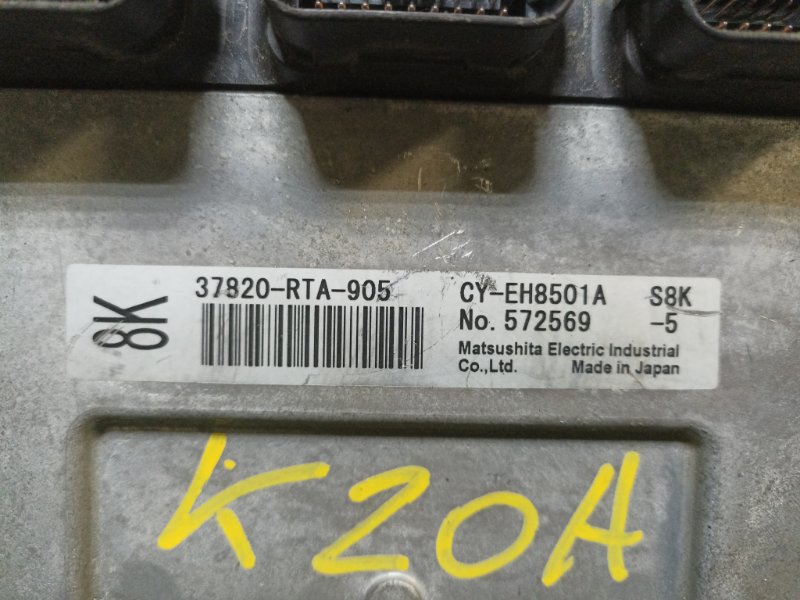 8K
37820-RTA-905 CY-EH8501A S8K
No. 572569 -5
Matsushita Electric Industrial
Co.,Ltd. Made in Japan
K20A